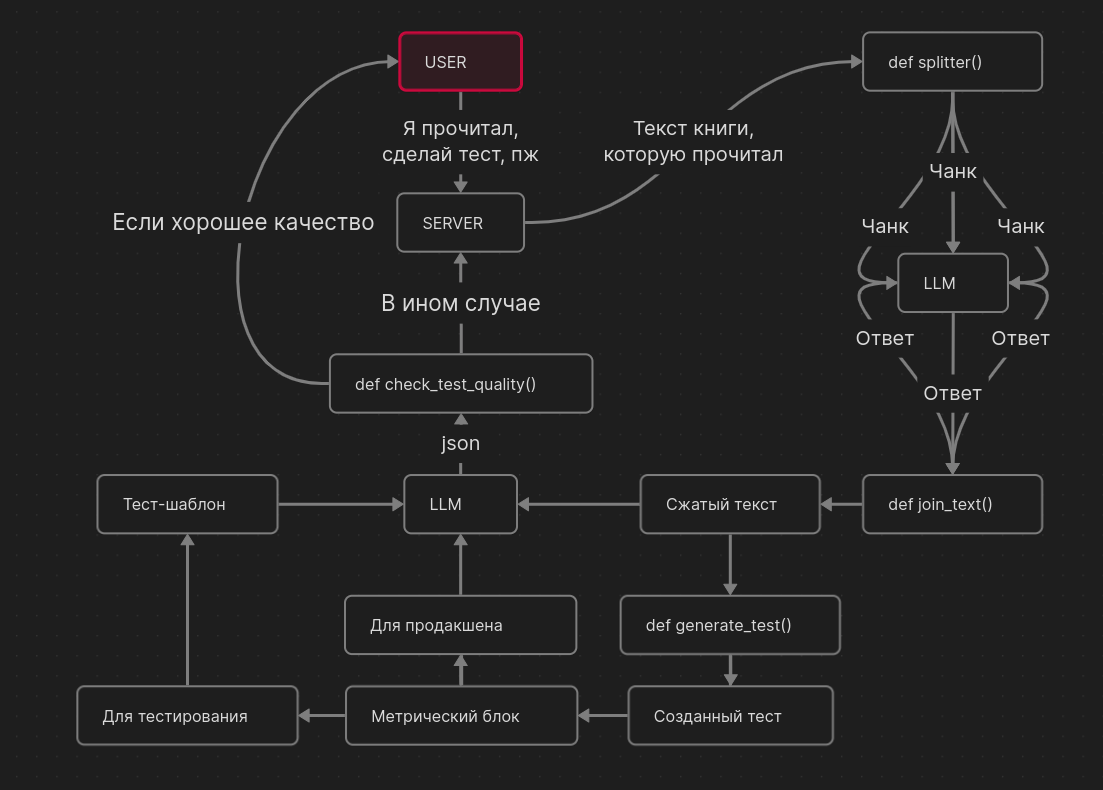 USER
def splitter()
Я прочитал,
сделай тест, пж
Текст книги,
которую прочитал
Чанк
Если хорошее качество
SERVER
Чанк
Чанк
LLM
В ином случае
Ответ
Ответ
def check_test_quality()
Ответ
json
Тест-шаблон
LLM
Сжатый текст
def join_text()
Для продакшена
def generate_test()
Для тестирования
Метрический блок
Созданный тест